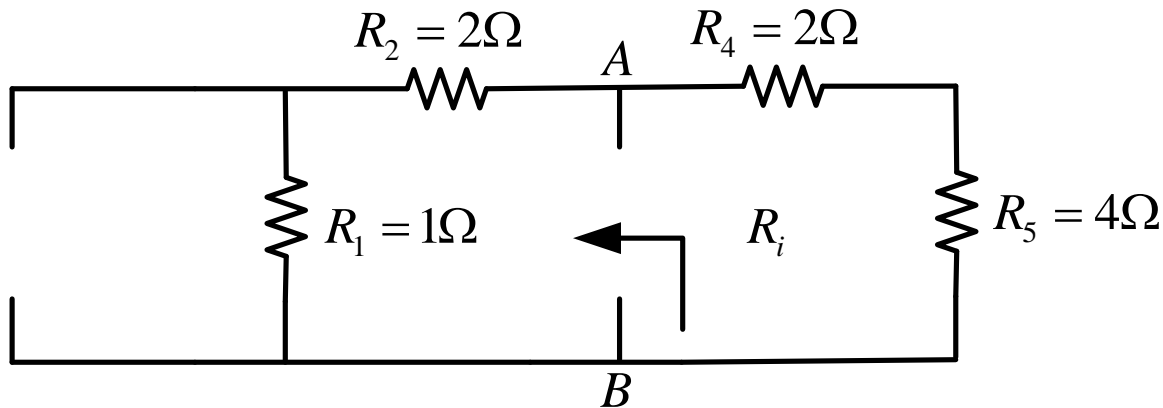 R₂ = 2Ω
A
R₄ = 2Ω
R₁ = 1Ω
Rᵢ
R₅ = 4Ω
B